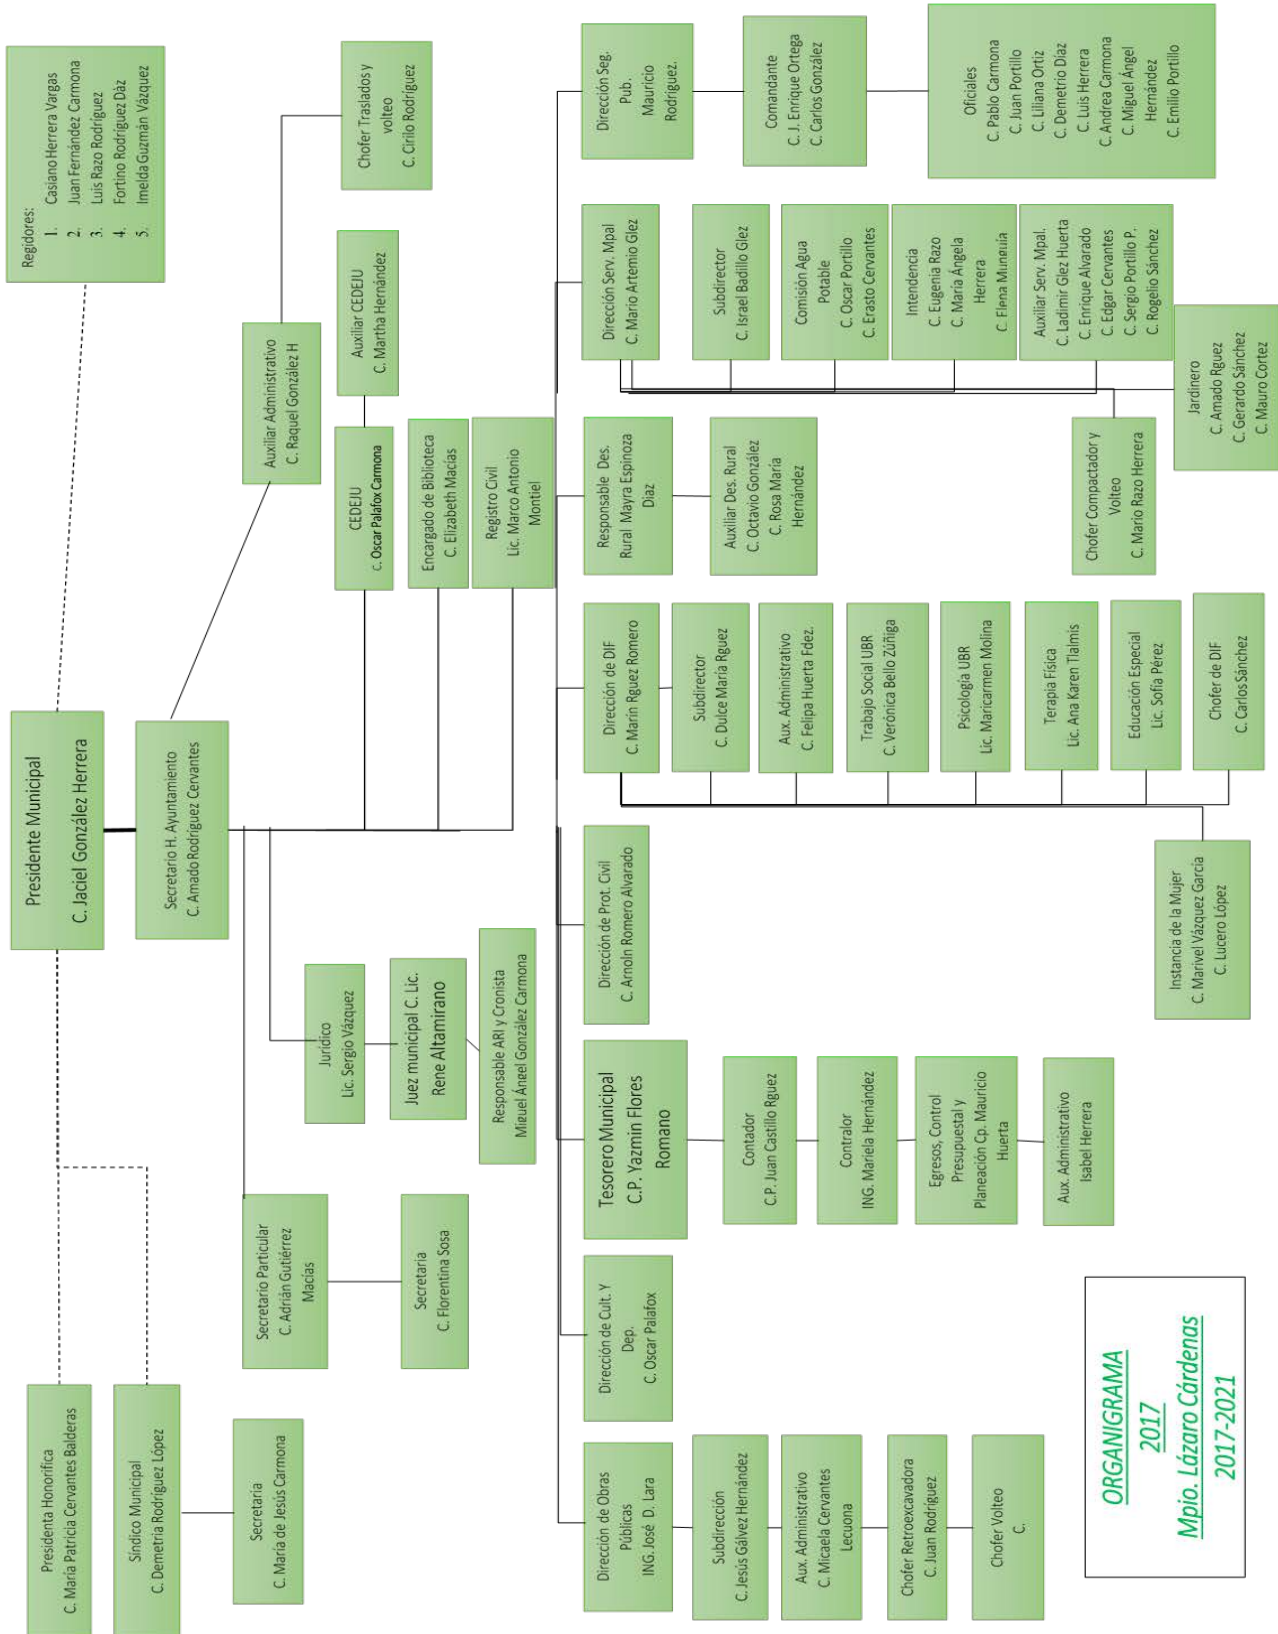 Presidente Municipal
C. Jaciel González Herrera
Regidores:
1. Casiano Herrera Vargas
2. Juan Fernández Carmona
3. Luis Razo Rodríguez
4. Fortino Rodríguez Dàz
5. Imelda Guzmán Vázquez
Presidenta Honorifica
C. María Patricia Cervantes Balderas
Síndico Municipal
C. Demetria Rodríguez López
Secretaria
C. María de Jesús Carmona
Secretario H. Ayuntamiento
C. Amado Rodríguez Cervantes
Auxiliar Administrativo
C. Raquel González H
Chofer Traslados y
volteo
C. Cirilo Rodríguez
Secretario Particular
C. Adrián Gutiérrez
Macías
Secretaria
C. Florentina Sosa
Jurídico
Lic. Sergio Vázquez
Juez municipal C. Lic.
Rene Altamirano
Responsable ARI y Cronista
Miguel Ángel González Carmona
CEDEJU
C. Oscar Palafox Carmona
Auxiliar CEDEJU
C. Martha Hernández
Encargado de Biblioteca
C. Elizabeth Macías
Registro Civil
Lic. Marco Antonio
Montiel
Dirección de Obras
Públicas
ING. José D. Lara
Subdirección
C. Jesús Gálvez Hernández
Aux. Administrativo
C. Micaela Cervantes
Lecuona
Chofer Retroexcavadora
C. Juan Rodríguez
Chofer Volteo
C.
Dirección de Cult. Y
Dep.
C. Oscar Palafox
Tesorero Municipal
C.P. Yazmin Flores
Romano
Contador
C.P. Juan Castillo Rguez
Contralor
ING. Mariela Hernández
Egresos, Control
Presupuestal y
Planeación Cp. Mauricio
Huerta
Aux. Administrativo
Isabel Herrera
Dirección de Prot. Civil
C. Arnoln Romero Alvarado
Dirección de DIF
C. Marin Rguez Romero
Subdirector
C. Dulce María Rguez
Aux. Administrativo
C. Felipa Huerta Fdez.
Trabajo Social UBR
C. Verónica Bello Zúñiga
Psicología UBR
Lic. Maricarmen Molina
Terapia Física
Lic. Ana Karen Tlalmis
Educación Especial
Lic. Sofía Pérez
Chofer de DIF
C. Carlos Sánchez
Instancia de la Mujer
C. Marivel Vázquez Garcia
C. Lucero López
Responsable Des.
Rural Mayra Espinoza
Diaz
Auxiliar Des. Rural
C. Octavio González
C. Rosa María
Hernández
Dirección Serv. Mpal
C. Mario Artemio Glez
Subdirector
C. Israel Badillo Glez
Comisión Agua
Potable
C. Oscar Portillo
C. Erasto Cervantes
Intendencia
C. Eugenia Razo
C. María Ángela
Herrera
C. Elena Munguía
Auxiliar Serv. Mpal.
C. Ladimir Glez Huerta
C. Enrique Alvarado
C. Edgar Cervantes
C. Sergio Portillo P.
C. Rogelio Sánchez
Chofer Compactador y
Volteo
C. Mario Razo Herrera
Jardinero
C. Amado Rguez
C. Gerardo Sánchez
C. Mauro Cortez
Dirección Seg.
Pub.
Mauricio
Rodríguez.
Comandante
C. J. Enrique Ortega
C. Carlos González
Oficiales
C. Pablo Carmona
C. Juan Portillo
C. Liliana Ortiz
C. Demetrio Díaz
C. Luis Herrera
C. Andrea Carmona
C. Miguel Ángel
Hernández
C. Emilio Portillo
ORGANIGRAMA
2017
Mpio. Lázaro Cárdenas
2017-2021